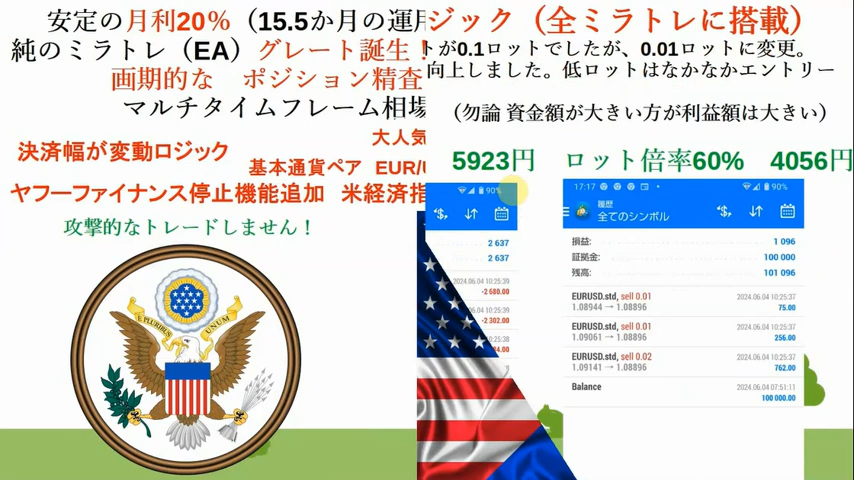 安定の月利20%（15.5か月の運用
純のミラトレ（EA）グレート誕生！
画期的な ポジション精査
マルチタイムフレーム相場
大人気
決済幅が変動ロジック
基本通貨ペア EUR/U
ヤフーファイナンス停止機能追加 米経済指
攻撃的なトレードしません！
E PLURIBUS UNUM
ジック（全ミラトレに搭載）
トが0.1ロットでしたが、0.01ロットに変更。
向上しました。低ロットはなかなかエントリー
（勿論 資金額が大きい方が利益額は大きい）
5923円 ロット倍率60% 4056円
90%
2 637
2 637
2024.06.04 10:25:39
-2 680.00
2024.06.04 10:25:39
-2 302.00
17:17 90%
履歴
全てのシンボル
損益: 1 096
証拠金: 100 000
残高: 101 096
EURUSD.std, sell 0.01 2024.06.04 10:25:37
1.08944 → 1.08896 75.00
EURUSD.std, sell 0.01 2024.06.04 10:25:37
1.09061 → 1.08896 256.00
EURUSD.std, sell 0.02 2024.06.04 10:25:37
1.09141 → 1.08896 762.00
Balance 2024.06.04 07:51:11
100 000.00